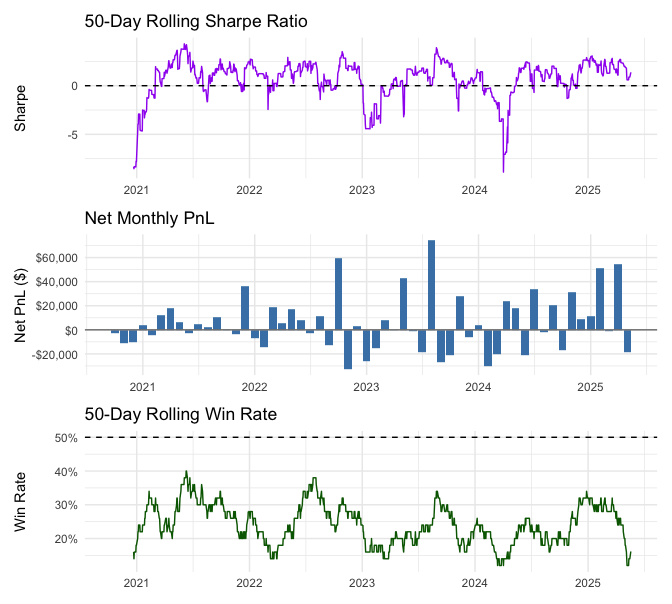 50-Day Rolling Sharpe Ratio
Sharpe
0
-5
2021 2022 2023 2024 2025
Net Monthly PnL
Net PnL ($)
$60,000
$40,000
$20,000
$0
-$20,000
2021 2022 2023 2024 2025
50-Day Rolling Win Rate
Win Rate
50%
40%
30%
20%
2021 2022 2023 2024 2025